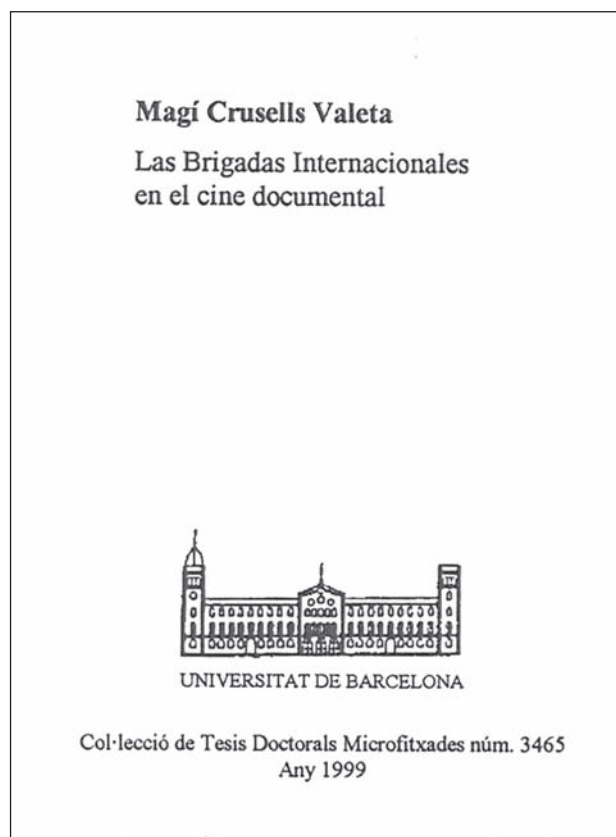 Magí Crusells Valeta
Las Brigadas Internacionales
en el cine documental
UNIVERSITAT DE BARCELONA
Col·lecció de Tesis Doctorals Microfitxades núm. 3465
Any 1999